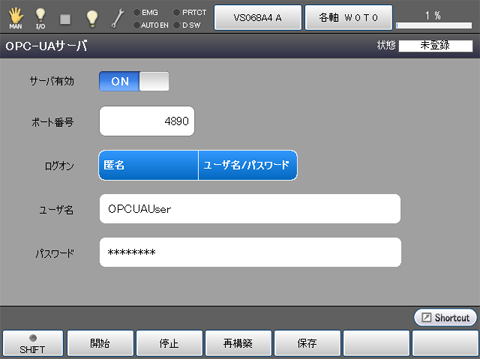 MAN
I/O
EMG
PRTCT
AUTO EN
D SW
VS068A4 A
各軸 W0T0
1 %
OPC-UAサーバ
状態
未登録
サーバ有効
ON
ポート番号
4890
ログオン
匿名
ユーザ名/パスワード
ユーザ名
OPCUAUser
パスワード
********
Shortcut
SHIFT
開始
停止
再構築
保存